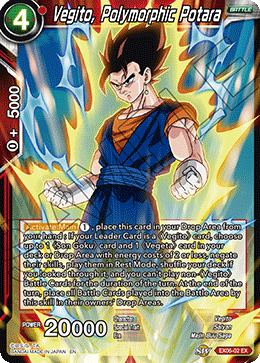 4
Vegito, Polymorphic Potara
BATTLE
0 + 5000
Activate: Main 1, place this card in your Drop Area from
your hand : If your Leader Card is a ‹Vegito› card, choose
up to 1 ‹Son Goku› card and 1 ‹Vegeta› card in your
deck or Drop Area with energy costs of 2 or less, negate
their skills, play them in Rest Mode, shuffle your deck if
you looked through it, and you can't play non-‹Vegito›
Battle Cards for the duration of the turn. At the end of the
turn, place all Battle Cards played into the Battle Area by
this skill in their owners' Drop Areas.
POWER 20000
Vegito
Saiyan
Majin Buu Saga
MADE IN JAPAN EN
EX06-02 EX